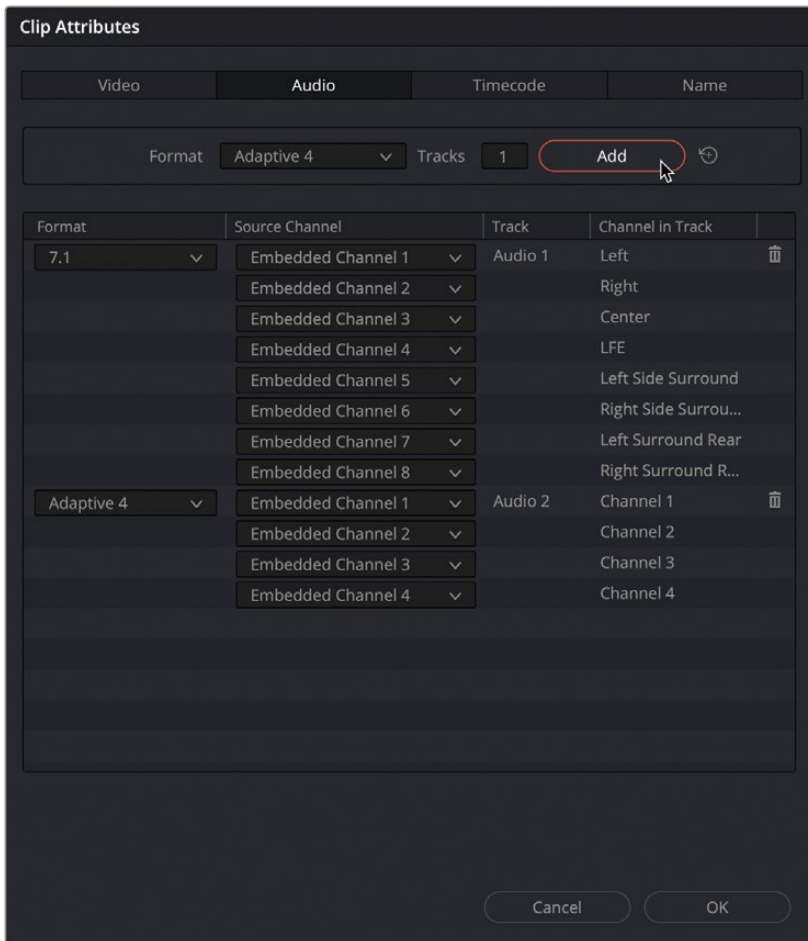 Clip Attributes
Video Audio Timecode Name
Format Adaptive 4 Tracks 1 Add
Format Source Channel Track Channel in Track
7.1 Embedded Channel 1 Audio 1 Left
Embedded Channel 2 Right
Embedded Channel 3 Center
Embedded Channel 4 LFE
Embedded Channel 5 Left Side Surround
Embedded Channel 6 Right Side Surrou...
Embedded Channel 7 Left Surround Rear
Embedded Channel 8 Right Surround R...
Adaptive 4 Embedded Channel 1 Audio 2 Channel 1
Embedded Channel 2 Channel 2
Embedded Channel 3 Channel 3
Embedded Channel 4 Channel 4
Cancel OK